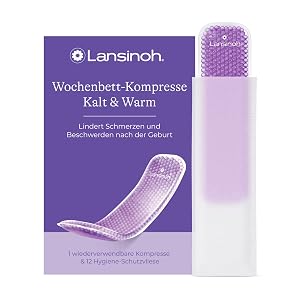 Lansinoh®
Wochenbett-Kompresse
Kalt & Warm
Lindert Schmerzen und
Beschwerden nach der Geburt
Lansinoh
1 wiederverwendbare Kompresse
& 12 Hygiene-Schutzvliese
Lansinoh